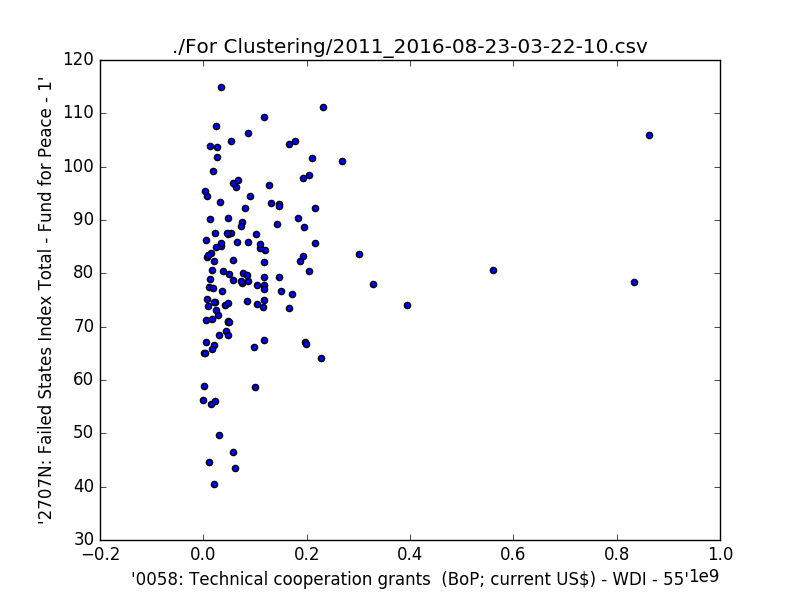 ./For Clustering/2011_2016-08-23-03-22-10.csv
120
110
100
90
80
70
60
50
40
30
'2707N: Failed States Index Total - Fund for Peace - 1'
−0.2 0.0 0.2 0.4 0.6 0.8 1.0
'0058: Technical cooperation grants  (BoP; current US$) - WDI - 55' 1e9